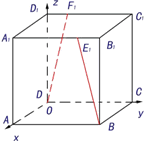 D₁ z F₁ C₁
A₁ E₁ B₁
D O C y
A B
x